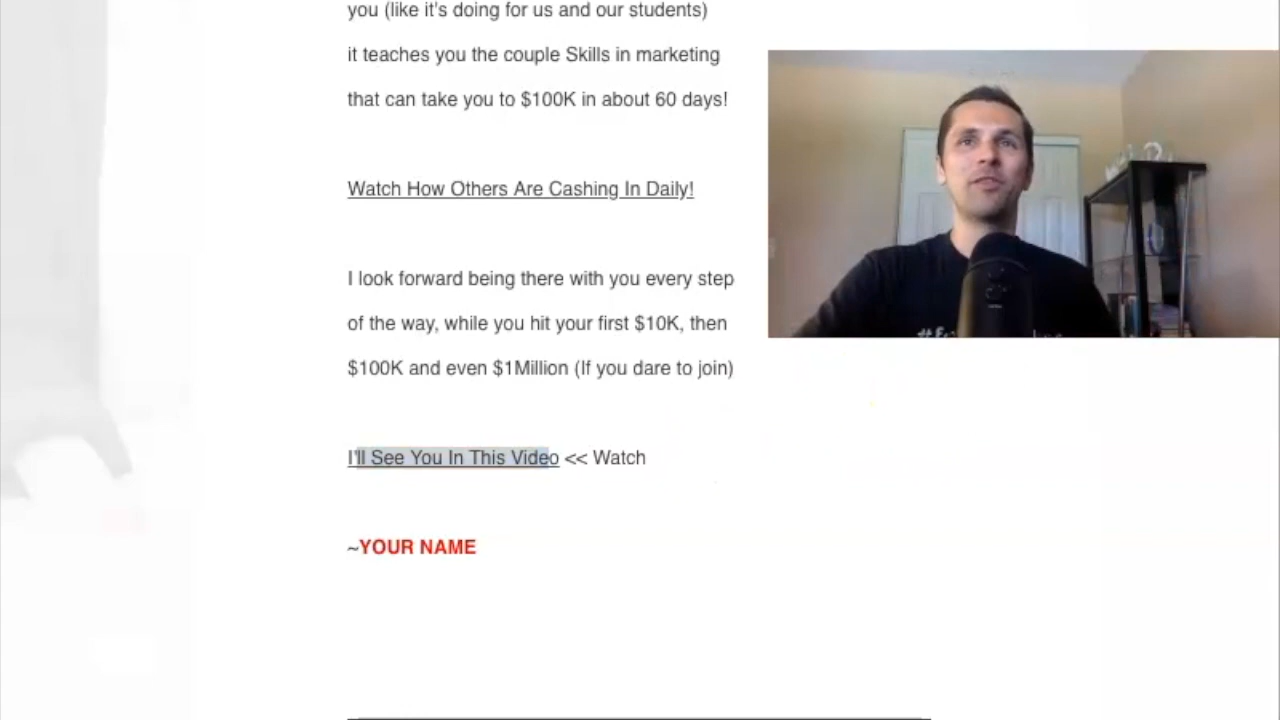 you (like it's doing for us and our students)
it teaches you the couple Skills in marketing
that can take you to $100K in about 60 days!
Watch How Others Are Cashing In Daily!
I look forward being there with you every step
of the way, while you hit your first $10K, then
$100K and even $1Million (If you dare to join)
I'll See You In This Video << Watch
~YOUR NAME